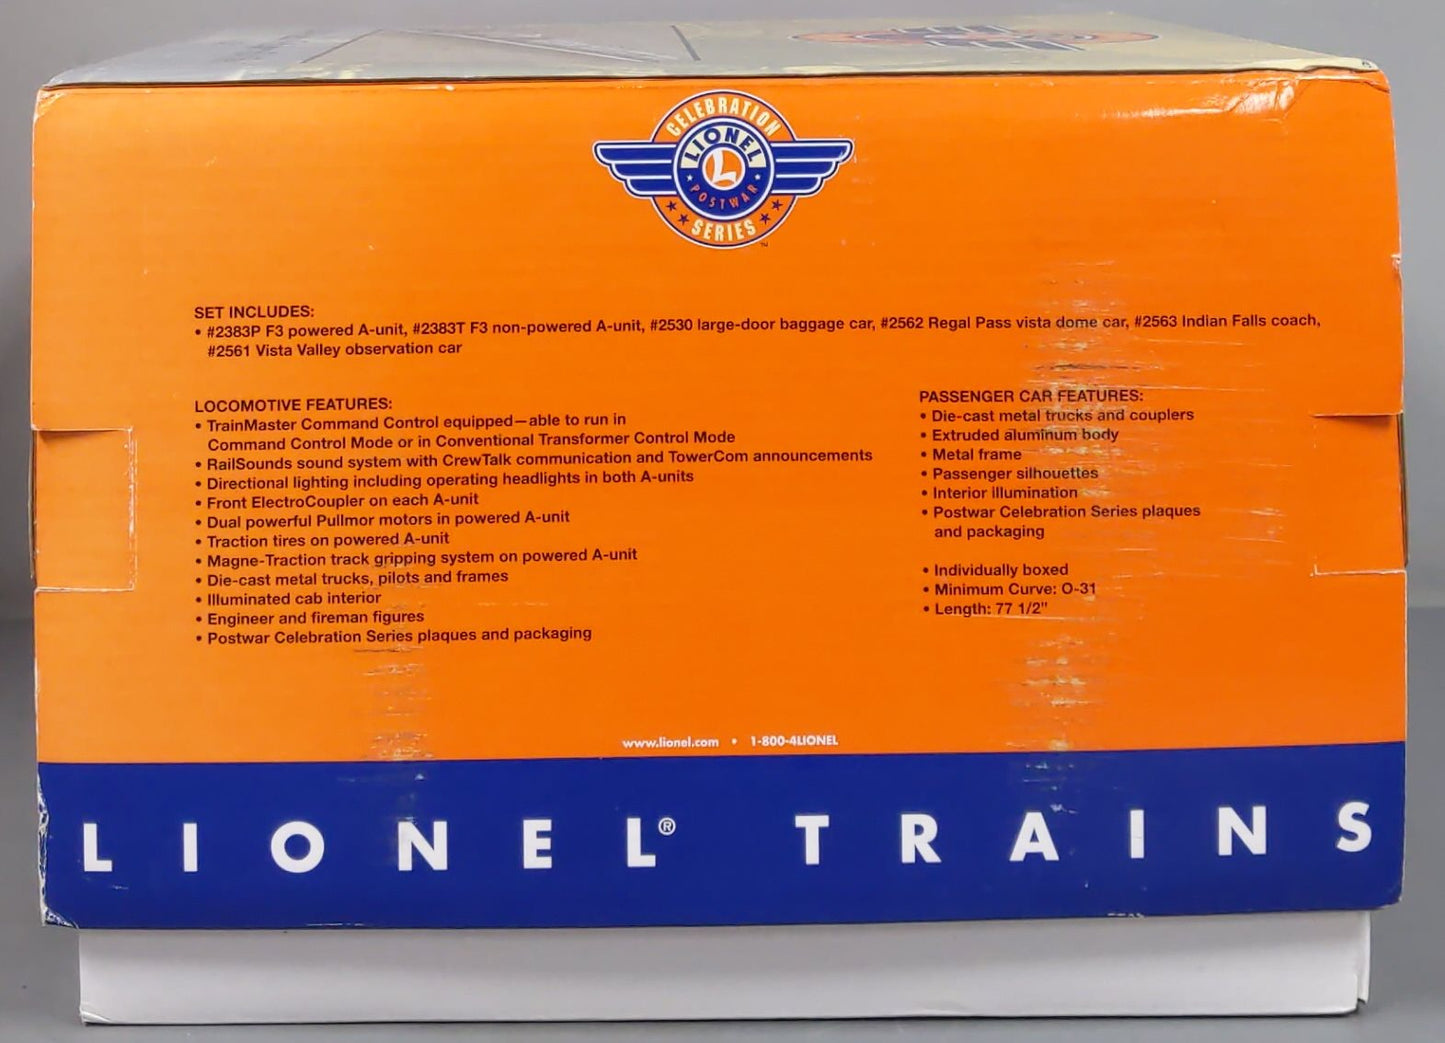 CELEBRATION
LIONEL
L
POSTWAR
SERIES
™
SET INCLUDES:
• #2383P F3 powered A-unit, #2383T F3 non-powered A-unit, #2530 large-door baggage car, #2562 Regal Pass vista dome car, #2563 Indian Falls coach,
#2561 Vista Valley observation car
LOCOMOTIVE FEATURES:
• TrainMaster Command Control equipped—able to run in
Command Control Mode or in Conventional Transformer Control Mode
• RailSounds sound system with CrewTalk communication and TowerCom announcements
• Directional lighting including operating headlights in both A-units
• Front ElectroCoupler on each A-unit
• Dual powerful Pullmor motors in powered A-unit
• Traction tires on powered A-unit
• Magne-Traction track gripping system on powered A-unit
• Die-cast metal trucks, pilots and frames
• Illuminated cab interior
• Engineer and fireman figures
• Postwar Celebration Series plaques and packaging
PASSENGER CAR FEATURES:
• Die-cast metal trucks and couplers
• Extruded aluminum body
• Metal frame
• Passenger silhouettes
• Interior illumination
• Postwar Celebration Series plaques
and packaging
• Individually boxed
• Minimum Curve: O-31
• Length: 77 1/2"
www.lionel.com • 1-800-4LIONEL
LIONEL® TRAINS